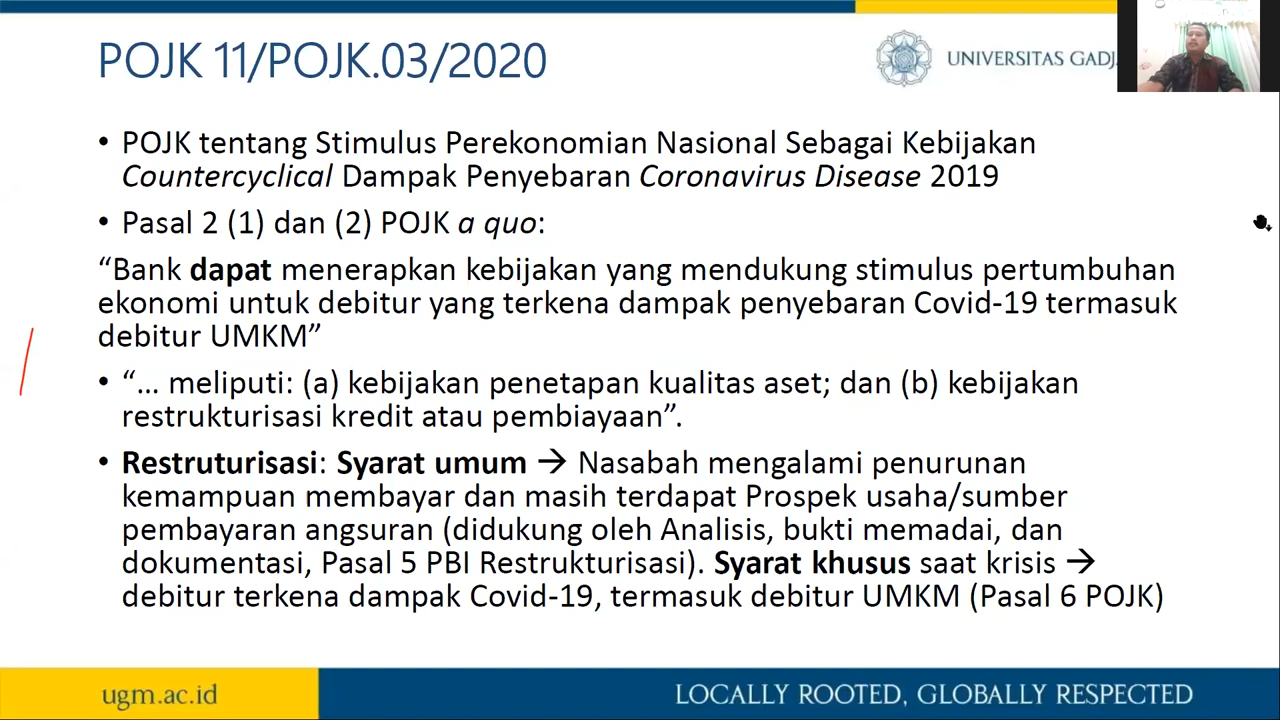 POJK 11/POJK.03/2020
UNIVERSITAS GADJ
• POJK tentang Stimulus Perekonomian Nasional Sebagai Kebijakan
Countercyclical Dampak Penyebaran Coronavirus Disease 2019
• Pasal 2 (1) dan (2) POJK a quo:
“Bank dapat menerapkan kebijakan yang mendukung stimulus pertumbuhan
ekonomi untuk debitur yang terkena dampak penyebaran Covid-19 termasuk
debitur UMKM”
• “... meliputi: (a) kebijakan penetapan kualitas aset; dan (b) kebijakan
restrukturisasi kredit atau pembiayaan”.
• Restruturisasi: Syarat umum → Nasabah mengalami penurunan
kemampuan membayar dan masih terdapat Prospek usaha/sumber
pembayaran angsuran (didukung oleh Analisis, bukti memadai, dan
dokumentasi, Pasal 5 PBI Restrukturisasi). Syarat khusus saat krisis →
debitur terkena dampak Covid-19, termasuk debitur UMKM (Pasal 6 POJK)
ugm.ac.id
LOCALLY ROOTED, GLOBALLY RESPECTED